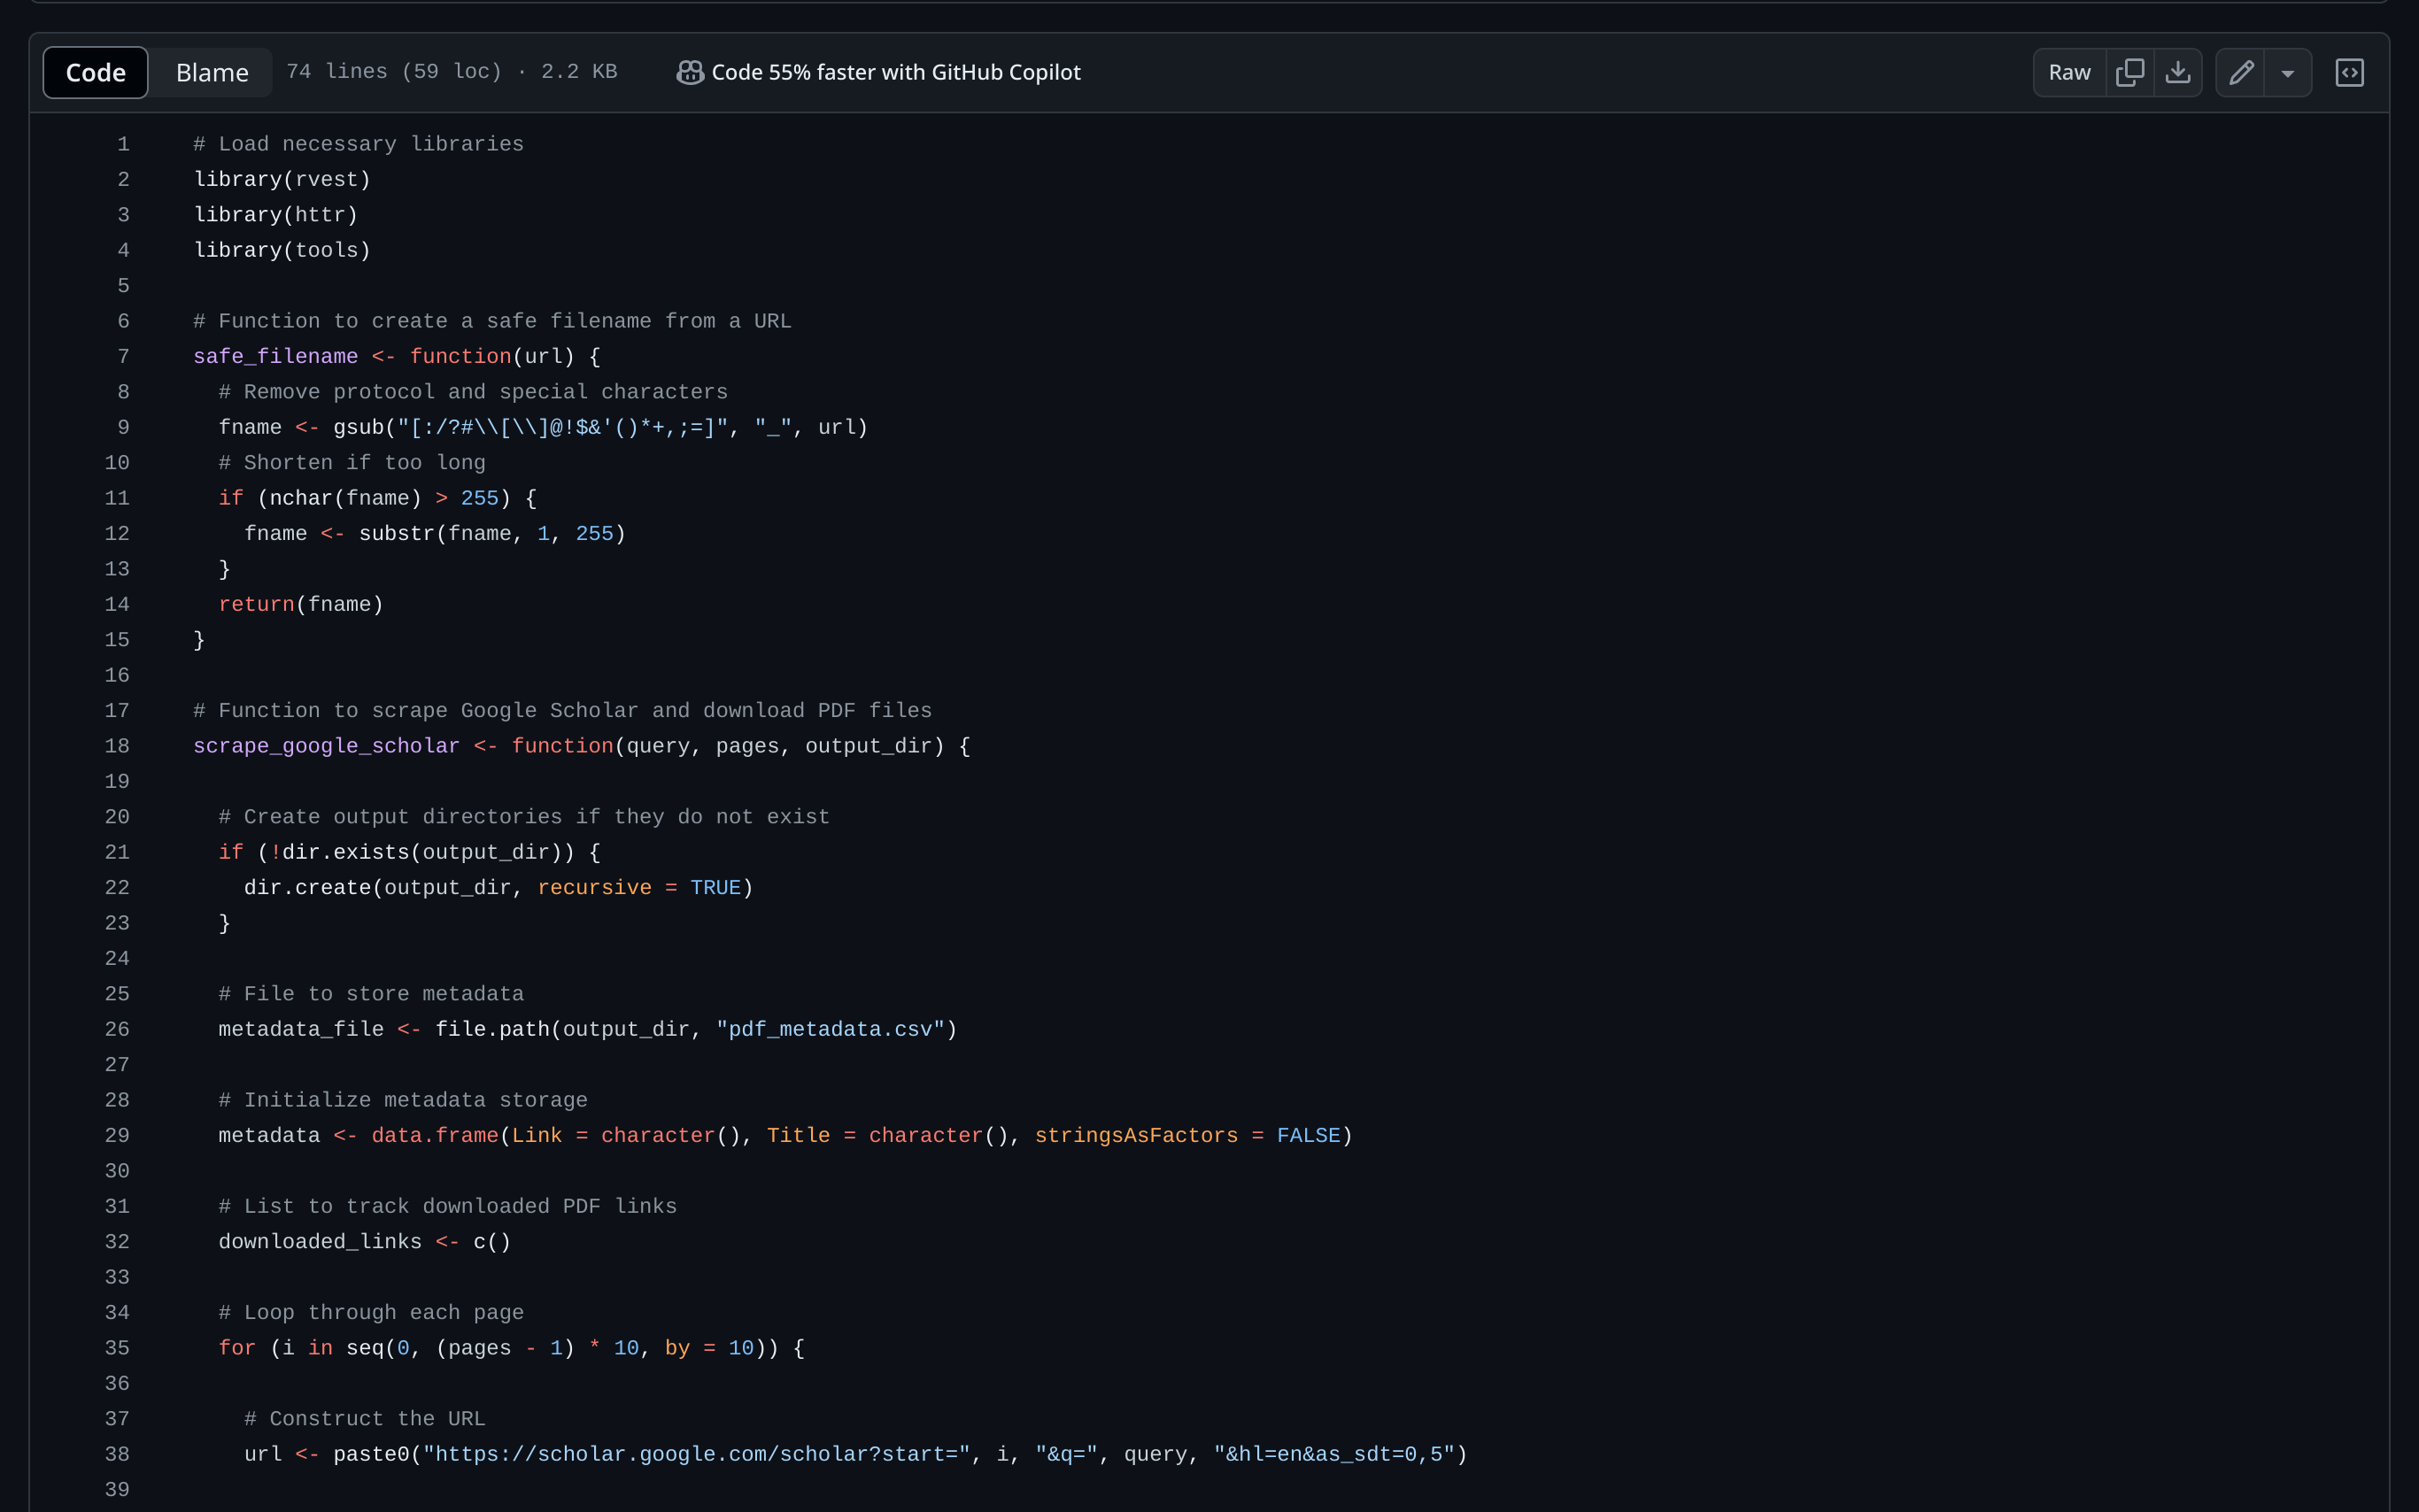 Code Blame 74 lines (59 loc) · 2.2 KB Code 55% faster with GitHub Copilot Raw
1 # Load necessary libraries
2 library(rvest)
3 library(httr)
4 library(tools)
5
6 # Function to create a safe filename from a URL
7 safe_filename <- function(url) {
8   # Remove protocol and special characters
9   fname <- gsub("[:/?#\\[\\]@!$&'()*+,;=]", "_", url)
10   # Shorten if too long
11   if (nchar(fname) > 255) {
12     fname <- substr(fname, 1, 255)
13   }
14   return(fname)
15 }
16
17 # Function to scrape Google Scholar and download PDF files
18 scrape_google_scholar <- function(query, pages, output_dir) {
19
20   # Create output directories if they do not exist
21   if (!dir.exists(output_dir)) {
22     dir.create(output_dir, recursive = TRUE)
23   }
24
25   # File to store metadata
26   metadata_file <- file.path(output_dir, "pdf_metadata.csv")
27
28   # Initialize metadata storage
29   metadata <- data.frame(Link = character(), Title = character(), stringsAsFactors = FALSE)
30
31   # List to track downloaded PDF links
32   downloaded_links <- c()
33
34   # Loop through each page
35   for (i in seq(0, (pages - 1) * 10, by = 10)) {
36
37     # Construct the URL
38     url <- paste0("https://scholar.google.com/scholar?start=", i, "&q=", query, "&hl=en&as_sdt=0,5")
39